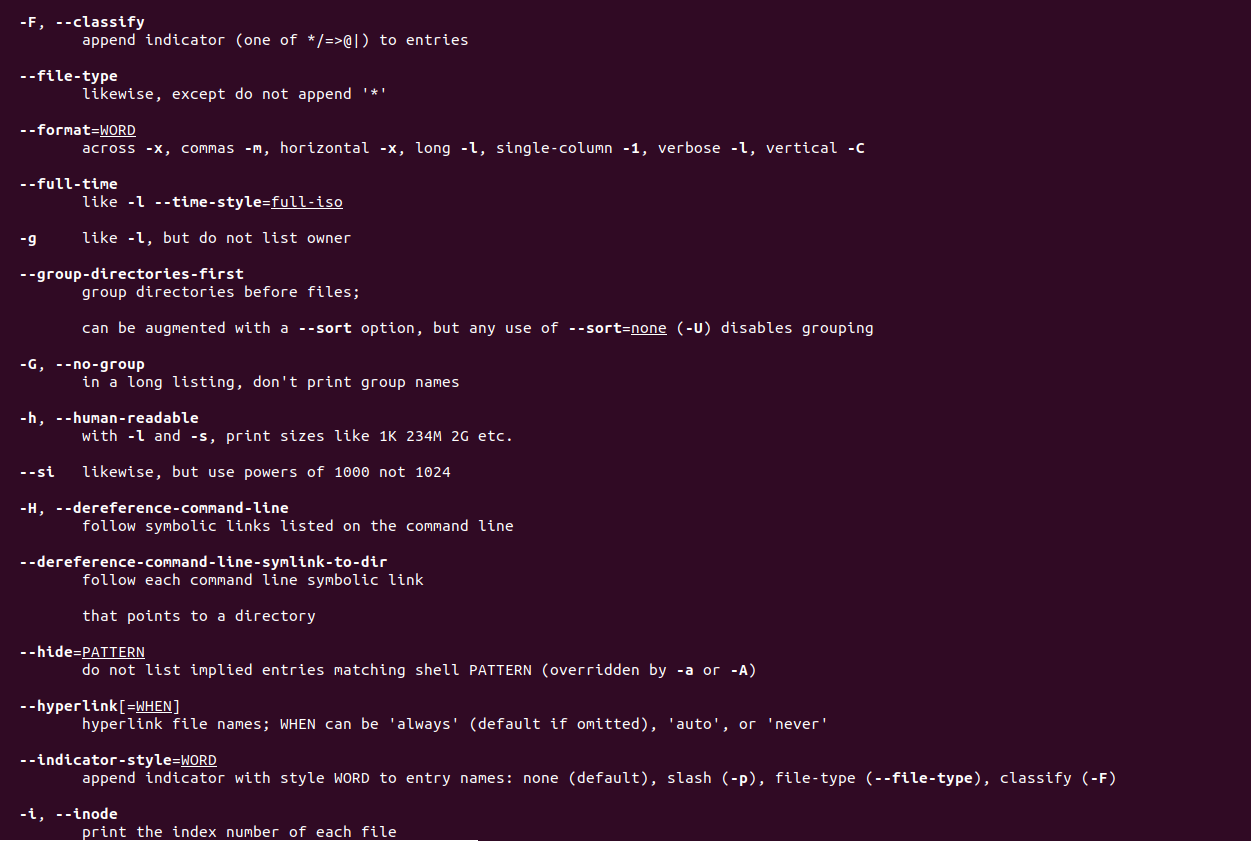 -F, --classify
append indicator (one of */=>@|) to entries
--file-type
likewise, except do not append '*'
--format=WORD
across -x, commas -m, horizontal -x, long -l, single-column -1, verbose -l, vertical -C
--full-time
like -l --time-style=full-iso
-g     like -l, but do not list owner
--group-directories-first
group directories before files;
can be augmented with a --sort option, but any use of --sort=none (-U) disables grouping
-G, --no-group
in a long listing, don't print group names
-h, --human-readable
with -l and -s, print sizes like 1K 234M 2G etc.
--si   likewise, but use powers of 1000 not 1024
-H, --dereference-command-line
follow symbolic links listed on the command line
--dereference-command-line-symlink-to-dir
follow each command line symbolic link
that points to a directory
--hide=PATTERN
do not list implied entries matching shell PATTERN (overridden by -a or -A)
--hyperlink[=WHEN]
hyperlink file names; WHEN can be 'always' (default if omitted), 'auto', or 'never'
--indicator-style=WORD
append indicator with style WORD to entry names: none (default), slash (-p), file-type (--file-type), classify (-F)
-i, --inode
print the index number of each file